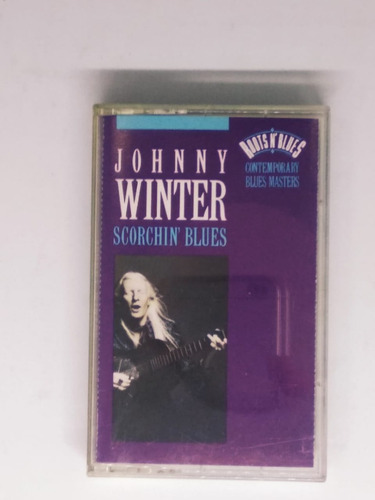 JOHNNY
WINTER
SCORCHIN' BLUES
ROOTS N' BLUES
CONTEMPORARY
BLUES MASTERS